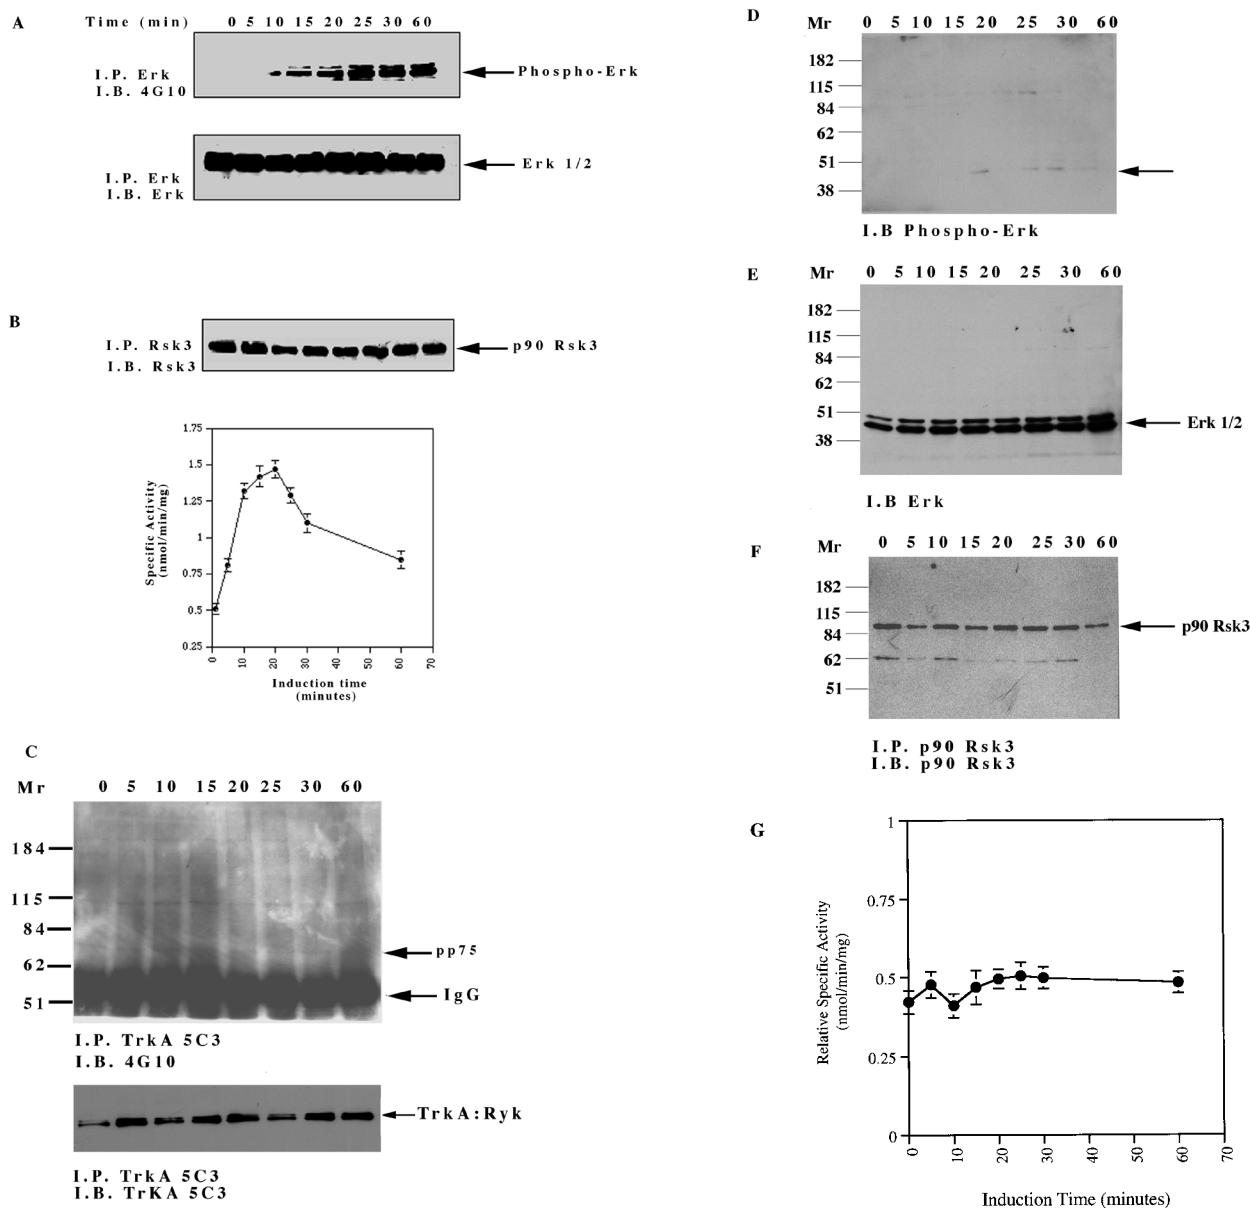 A
Time (min) 0 5 10 15 20 25 30 60
I.P. Erk
I.B. 4G10
Phospho-Erk
Erk 1/2
I.P. Erk
I.B. Erk
B
I.P. Rsk3
I.B. Rsk3
p90 Rsk3
1.75
1.5
1.25
1
0.75
0.5
0.25
Specific Activity
(nmol/min/mg)
0 10 20 30 40 50 60 70
Induction time
(minutes)
C
Mr 0 5 10 15 20 25 30 60
184
115
84
62
51
pp75
IgG
I.P. TrkA 5C3
I.B. 4G10
TrkA:Ryk
I.P. TrkA 5C3
I.B. TrKA 5C3
D
Mr 0 5 10 15 20 25 30 60
182
115
84
62
51
38
I.B Phospho-Erk
E
Mr 0 5 10 15 20 25 30 60
182
115
84
62
51
38
Erk 1/2
I.B Erk
F
Mr 0 5 10 15 20 25 30 60
182
115
84
62
51
p90 Rsk3
I.P. p90 Rsk3
I.B. p90 Rsk3
G
1
0.75
0.5
0.25
0
Relative Specific Activity
(nmol/min/mg)
0 10 20 30 40 50 60 70
Induction Time (minutes)